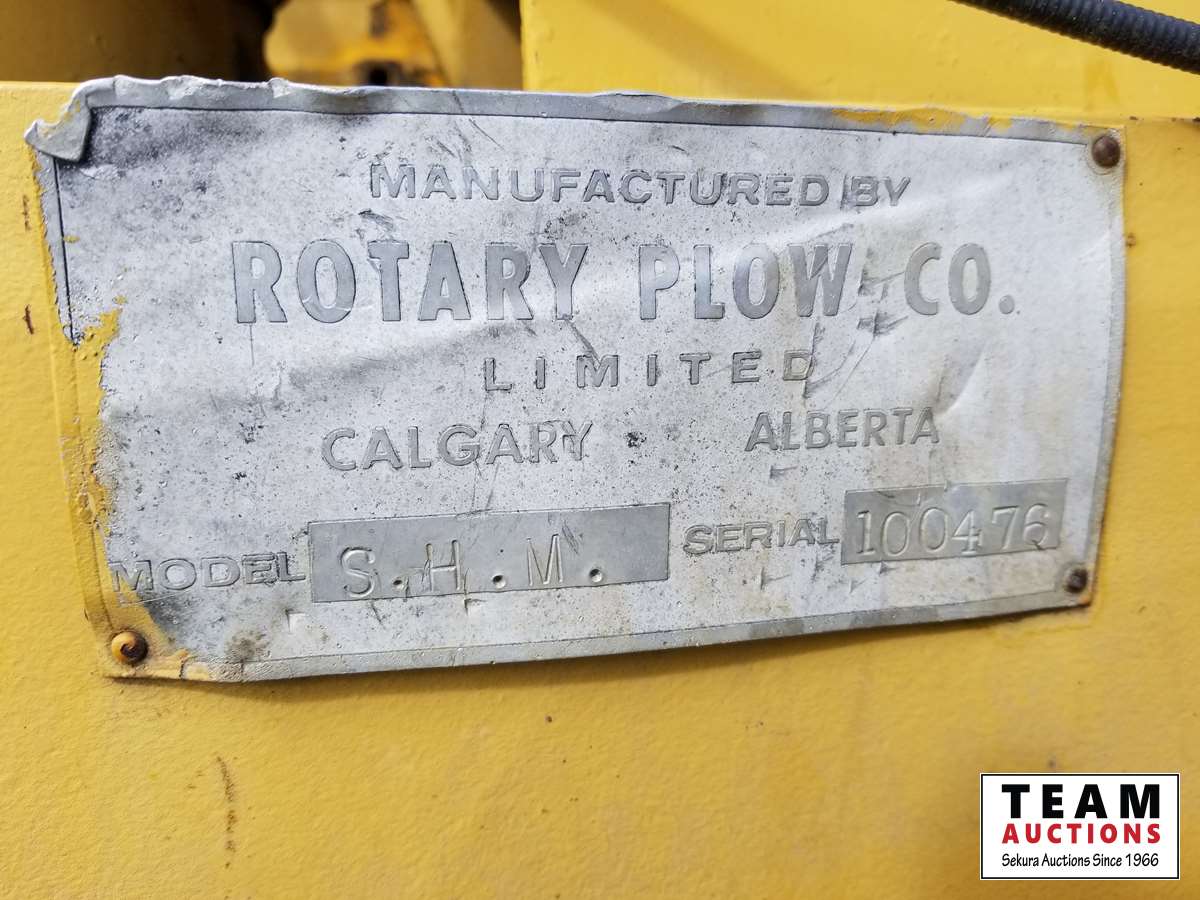 MANUFACTURED BY
ROTARY PLOW CO.
LIMITED
CALGARY ALBERTA
MODEL S.H.M. SERIAL 100476
TEAM
AUCTIONS
Sekura Auctions Since 1966